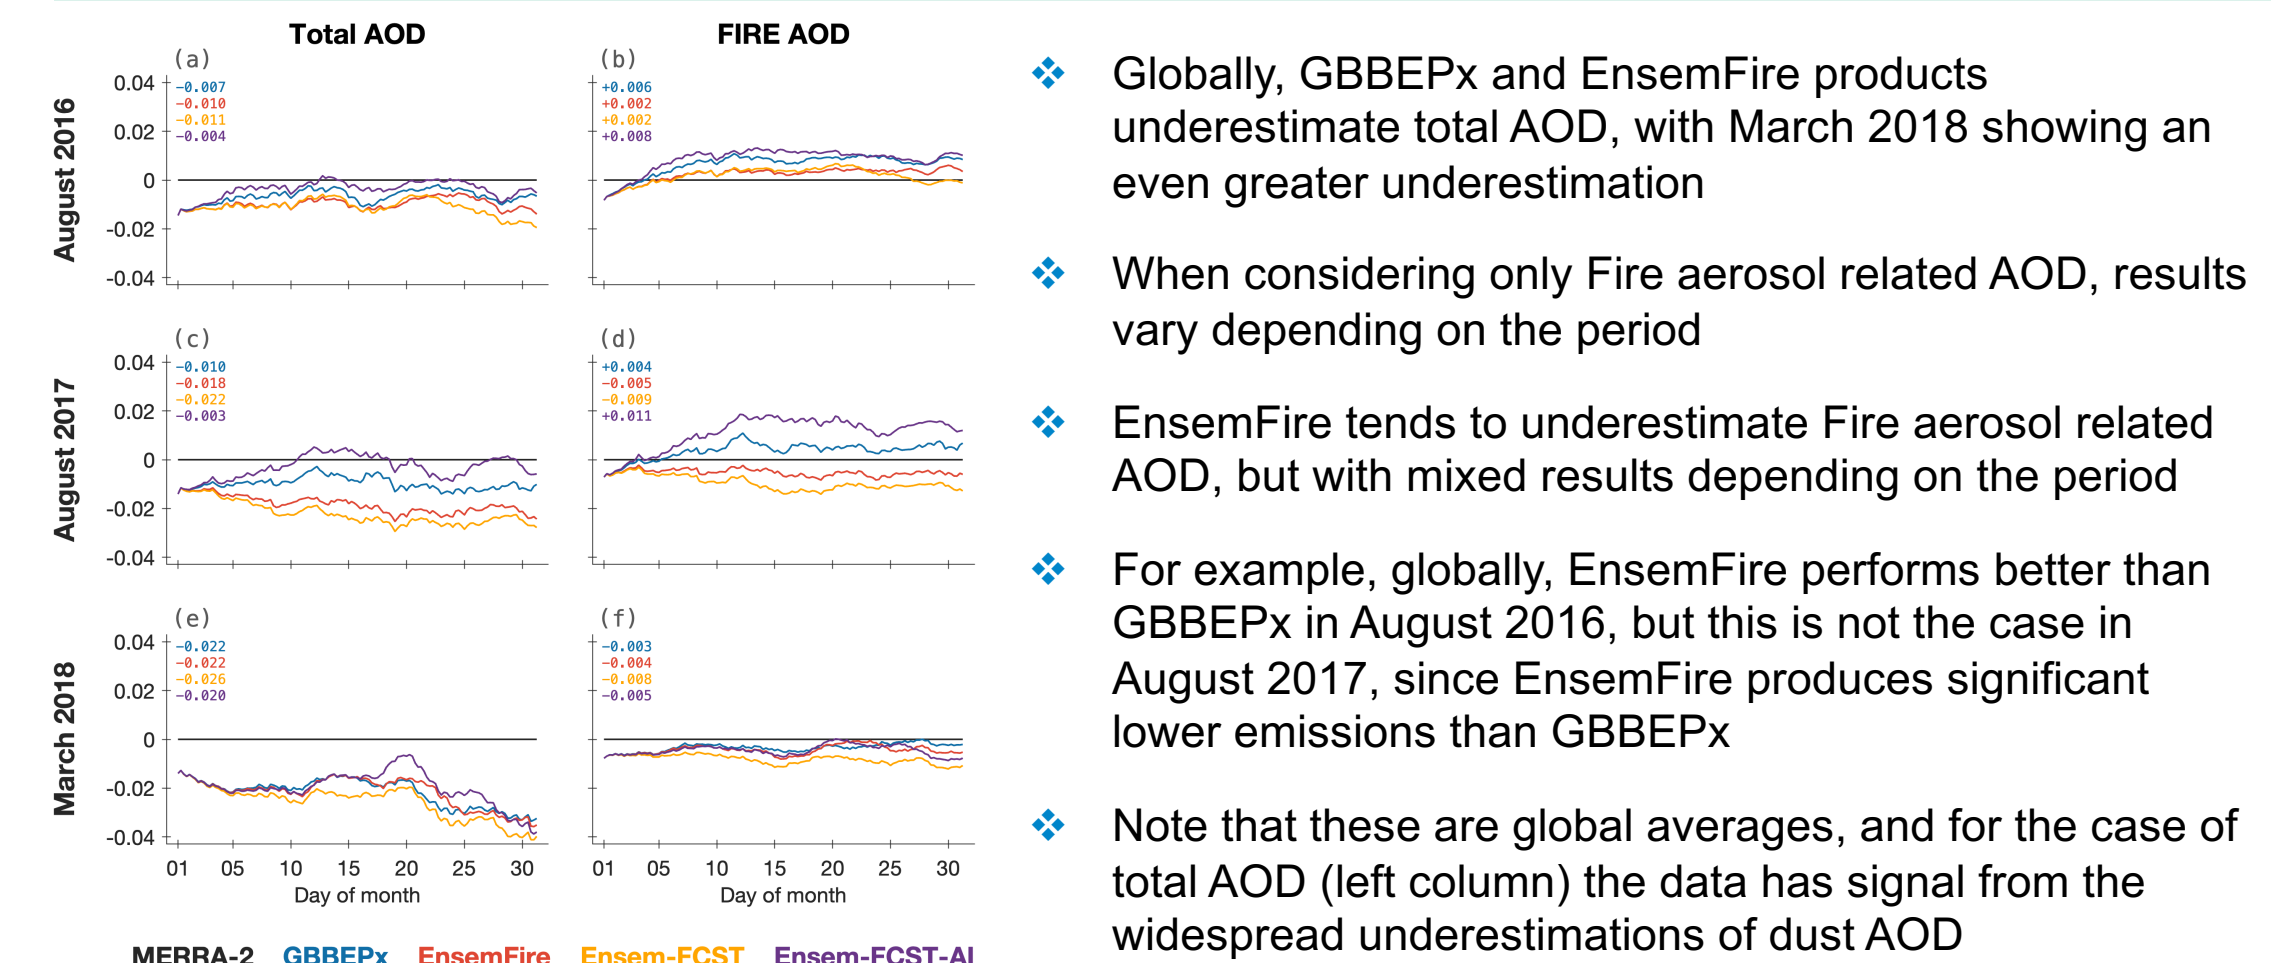 Total AOD
FIRE AOD
August 2016
(a)
0.04
0.02
0
-0.02
-0.04
−0.007
−0.010
−0.011
−0.004
(b)
+0.006
+0.002
+0.002
+0.008
August 2017
(c)
0.04
0.02
0
-0.02
-0.04
−0.010
−0.018
−0.022
−0.003
(d)
+0.004
−0.005
−0.009
+0.011
March 2018
(e)
0.04
0.02
0
-0.02
-0.04
−0.022
−0.022
−0.026
−0.020
(f)
−0.003
−0.004
−0.008
−0.005
01 05 10 15 20 25 30
Day of month
01 05 10 15 20 25 30
Day of month
MERRA-2 GBBEPx EnsemFire Ensem-FCST Ensem-FCST-AI
Globally, GBBEPx and EnsemFire products
underestimate total AOD, with March 2018 showing an
even greater underestimation
When considering only Fire aerosol related AOD, results
vary depending on the period
EnsemFire tends to underestimate Fire aerosol related
AOD, but with mixed results depending on the period
For example, globally, EnsemFire performs better than
GBBEPx in August 2016, but this is not the case in
August 2017, since EnsemFire produces significant
lower emissions than GBBEPx
Note that these are global averages, and for the case of
total AOD (left column) the data has signal from the
widespread underestimations of dust AOD